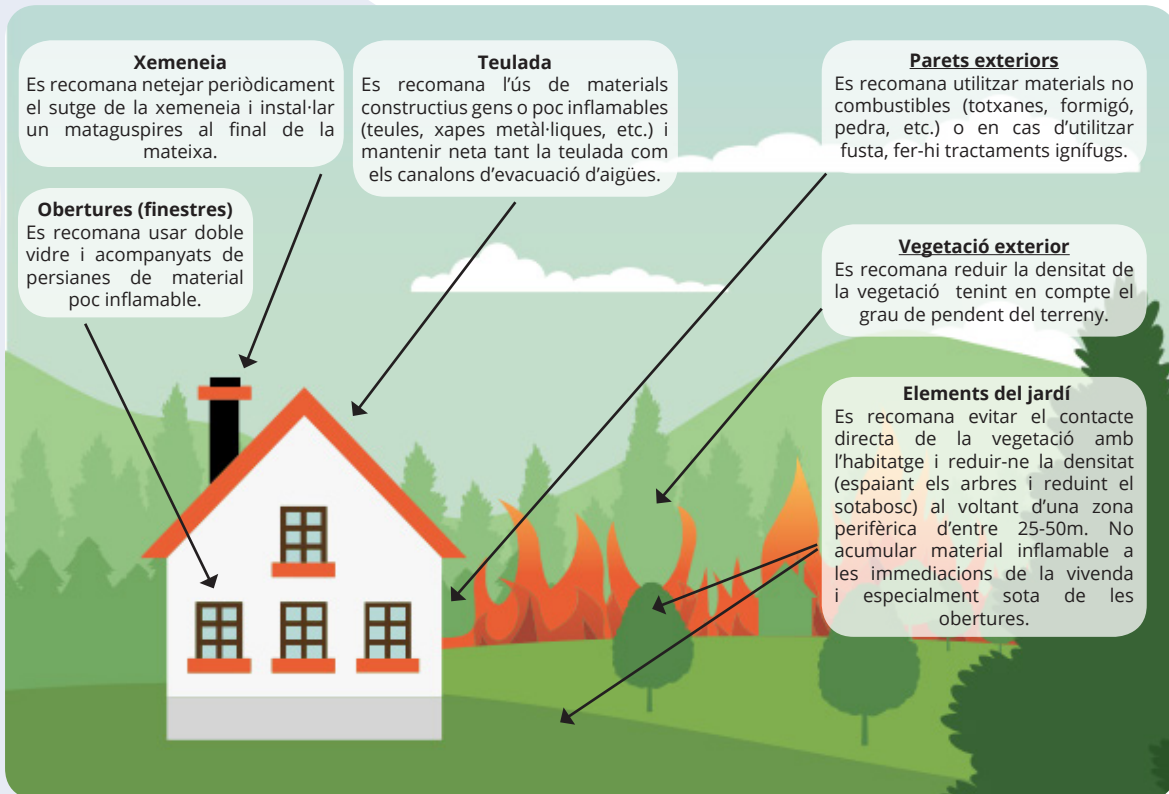 Xemeneia
Es recomana netejar periòdicament
el sutge de la xemeneia i instal·lar
un mataguspires al final de la
mateixa.
Teulada
Es recomana l'ús de materials
constructius gens o poc inflamables
(teules, xapes metàl·liques, etc.) i
mantenir neta tant la teulada com
els canalons d'evacuació d'aigües.
Parets exteriors
Es recomana utilitzar materials no
combustibles (totxanes, formigó,
pedra, etc.) o en cas d'utilitzar
fusta, fer-hi tractaments ignífugs.
Obertures (finestres)
Es recomana usar doble
vidre i acompanyats de
persianes de material
poc inflamable.
Vegetació exterior
Es recomana reduir la densitat de
la vegetació tenint en compte el
grau de pendent del terreny.
Elements del jardí
Es recomana evitar el contacte
directa de la vegetació amb
l'habitatge i reduir-ne la densitat
(espaiant els arbres i reduint el
sotabosc) al voltant d'una zona
perifèrica d'entre 25-50m. No
acumular material inflamable a
les immediacions de la vivenda
i especialment sota de les
obertures.